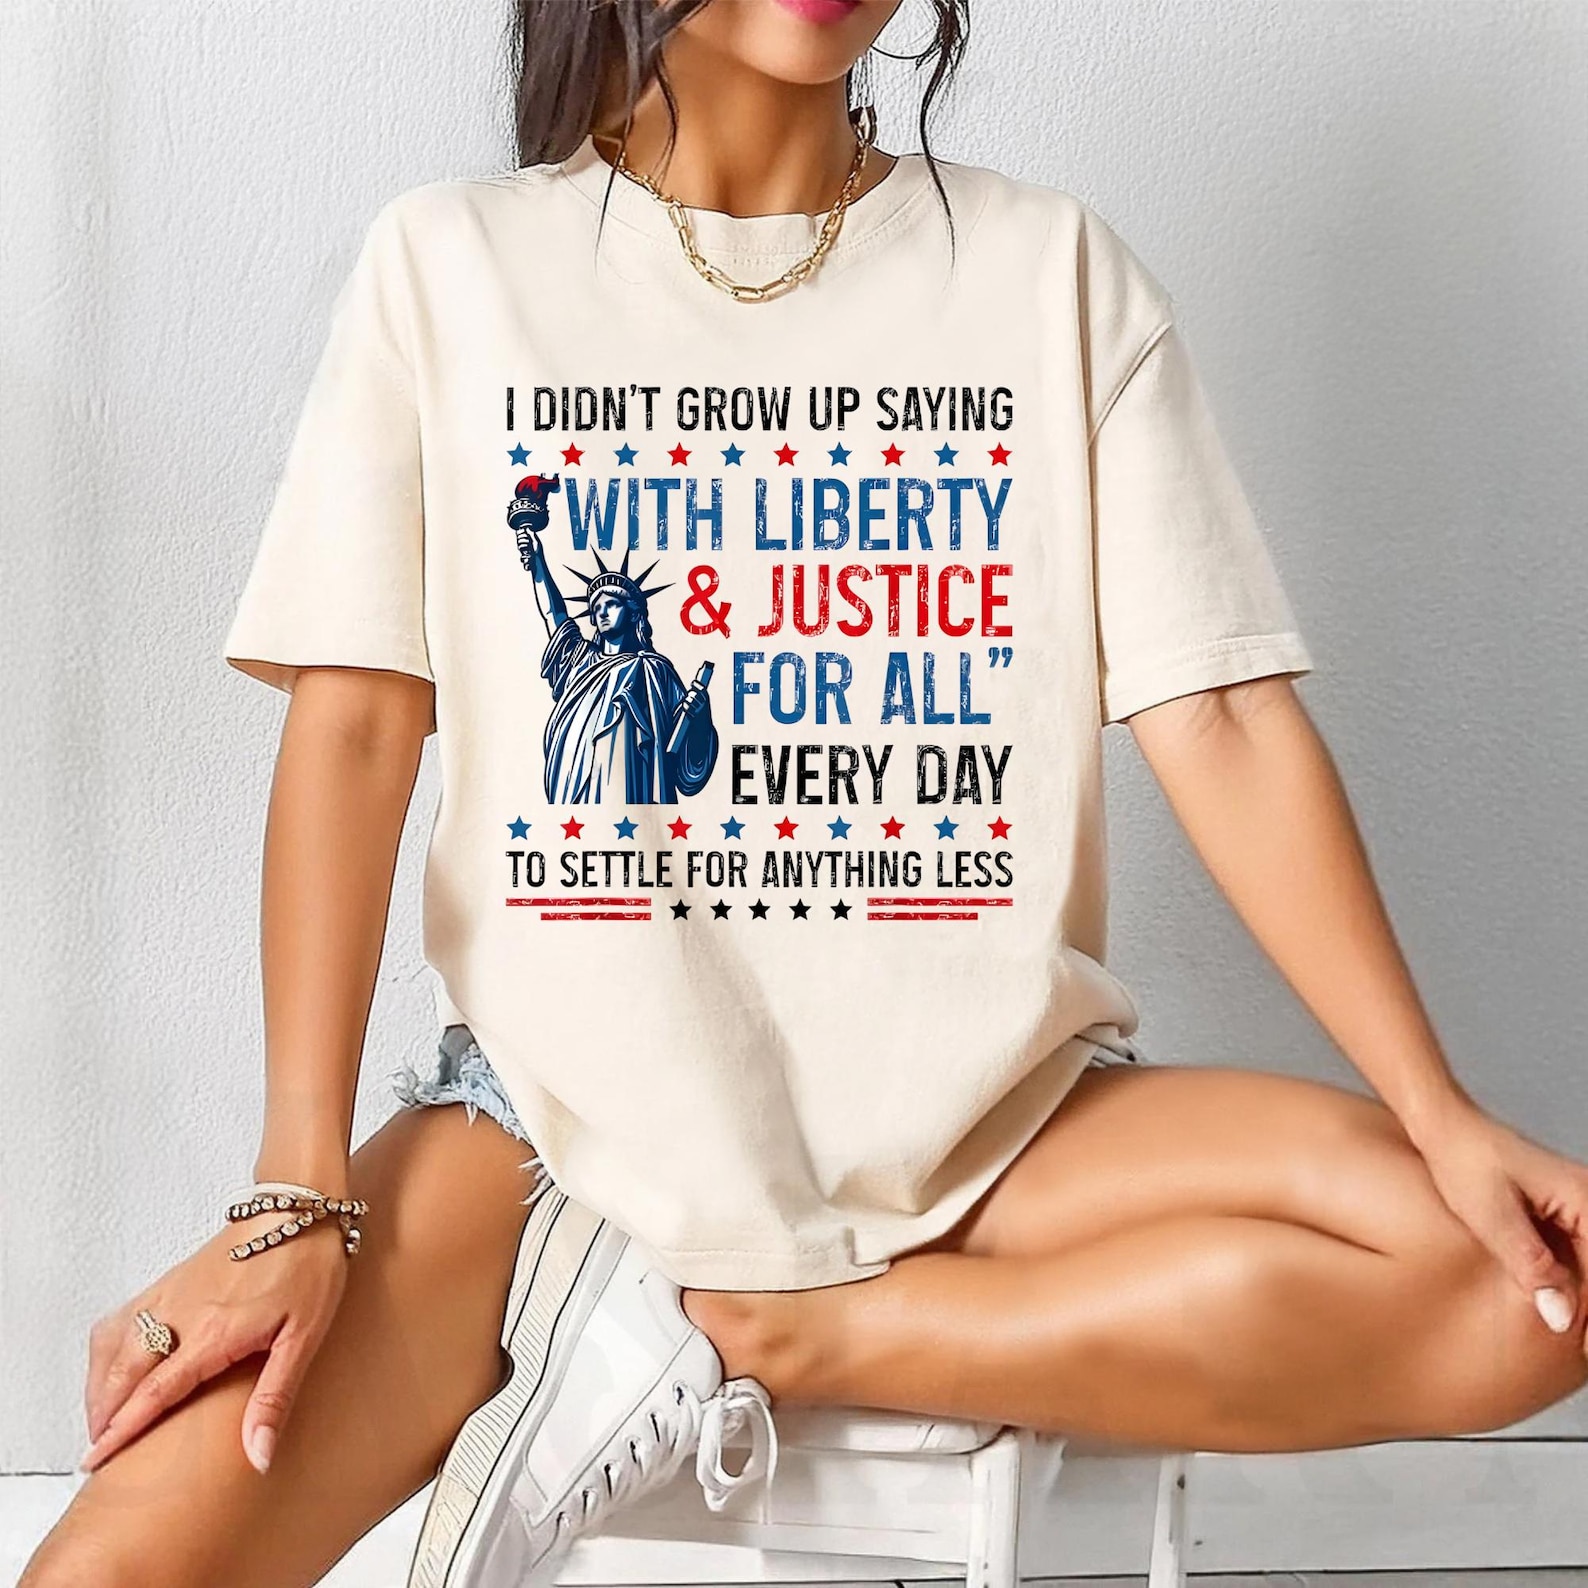 I DIDN'T GROW UP SAYING
WITH LIBERTY
& JUSTICE
FOR ALL”
EVERY DAY
TO SETTLE FOR ANYTHING LESS